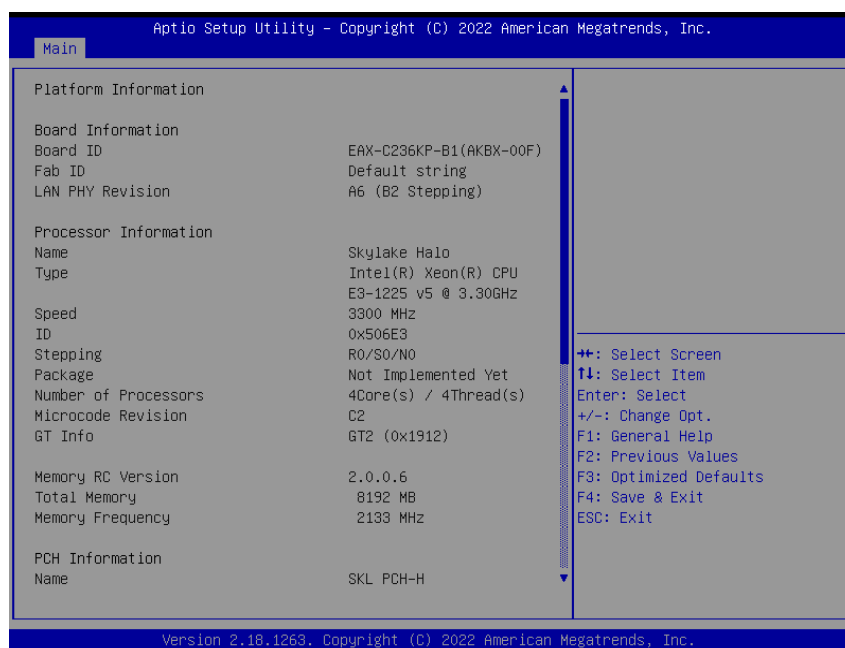 Aptio Setup Utility – Copyright (C) 2022 American Megatrends, Inc.
Main
Platform Information
Board Information
Board ID EAX-C236KP-B1(AKBX-00F)
Fab ID Default string
LAN PHY Revision A6 (B2 Stepping)
Processor Information
Name Skylake Halo
Type Intel(R) Xeon(R) CPU
E3-1225 v5 @ 3.30GHz
Speed 3300 MHz
ID 0x506E3
Stepping R0/S0/N0
Package Not Implemented Yet
Number of Processors 4Core(s) / 4Thread(s)
Microcode Revision C2
GT Info GT2 (0x1912)
Memory RC Version 2.0.0.6
Total Memory 8192 MB
Memory Frequency 2133 MHz
PCH Information
Name SKL PCH-H
→←: Select Screen
↑↓: Select Item
Enter: Select
+/-: Change Opt.
F1: General Help
F2: Previous Values
F3: Optimized Defaults
F4: Save & Exit
ESC: Exit
Version 2.18.1263. Copyright (C) 2022 American Megatrends, Inc.